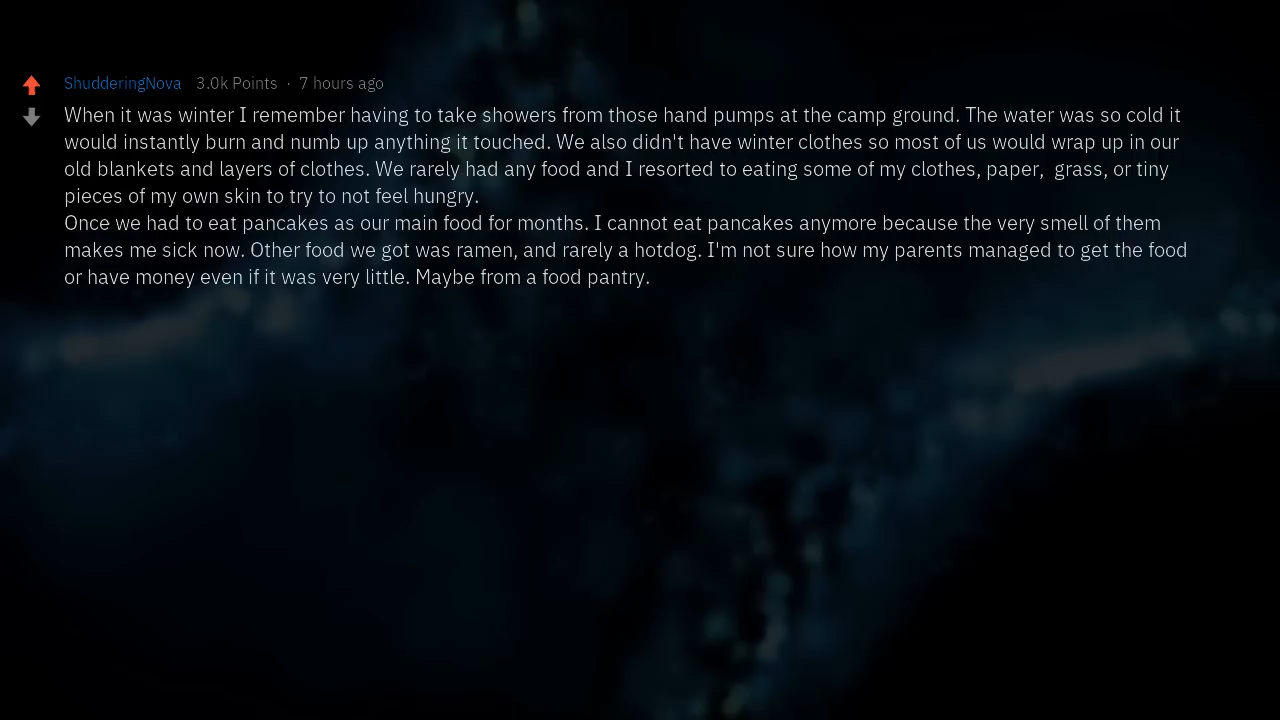 ShudderingNova 3.0k Points · 7 hours ago
When it was winter I remember having to take showers from those hand pumps at the camp ground. The water was so cold it
would instantly burn and numb up anything it touched. We also didn't have winter clothes so most of us would wrap up in our
old blankets and layers of clothes. We rarely had any food and I resorted to eating some of my clothes, paper,  grass, or tiny
pieces of my own skin to try to not feel hungry.
Once we had to eat pancakes as our main food for months. I cannot eat pancakes anymore because the very smell of them
makes me sick now. Other food we got was ramen, and rarely a hotdog. I'm not sure how my parents managed to get the food
or have money even if it was very little. Maybe from a food pantry.